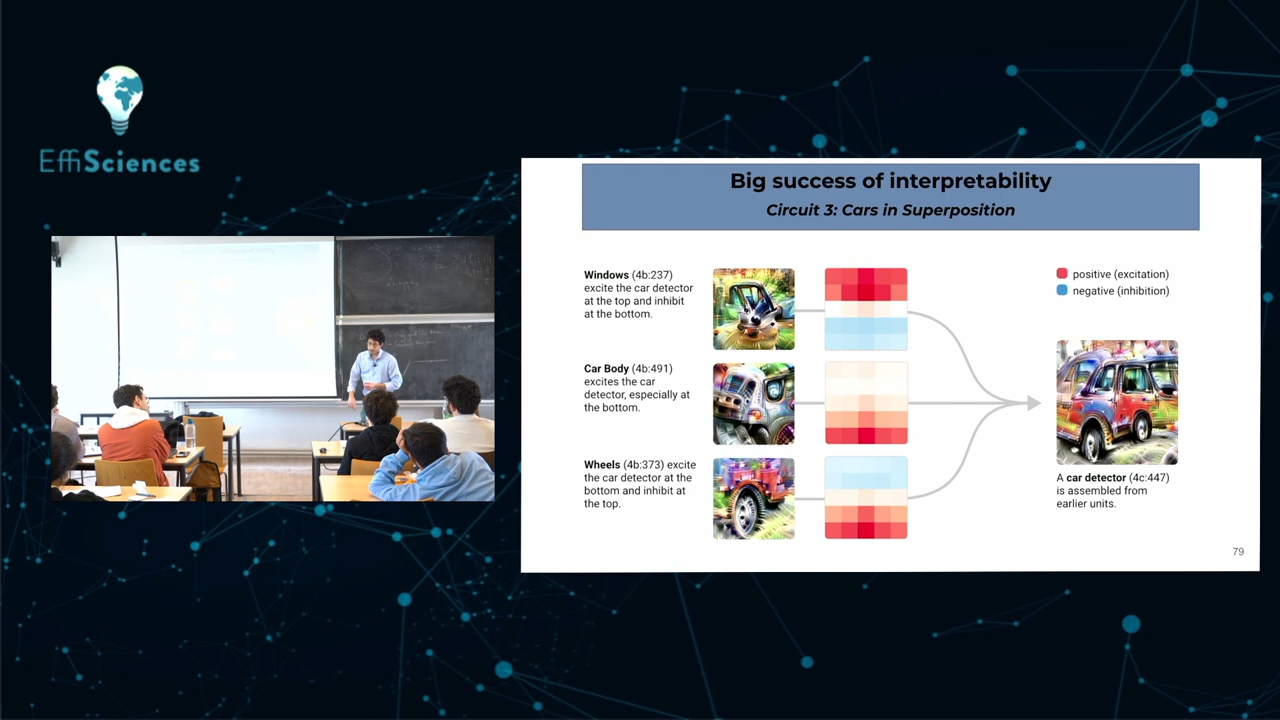 EffiSciences
Big success of interpretability
Circuit 3: Cars in Superposition
Windows (4b:237)
excite the car detector
at the top and inhibit
at the bottom.
Car Body (4b:491)
excites the car
detector, especially at
the bottom.
Wheels (4b:373) excite
the car detector at the
bottom and inhibit at
the top.
positive (excitation)
negative (inhibition)
A car detector (4c:447)
is assembled from
earlier units.
79